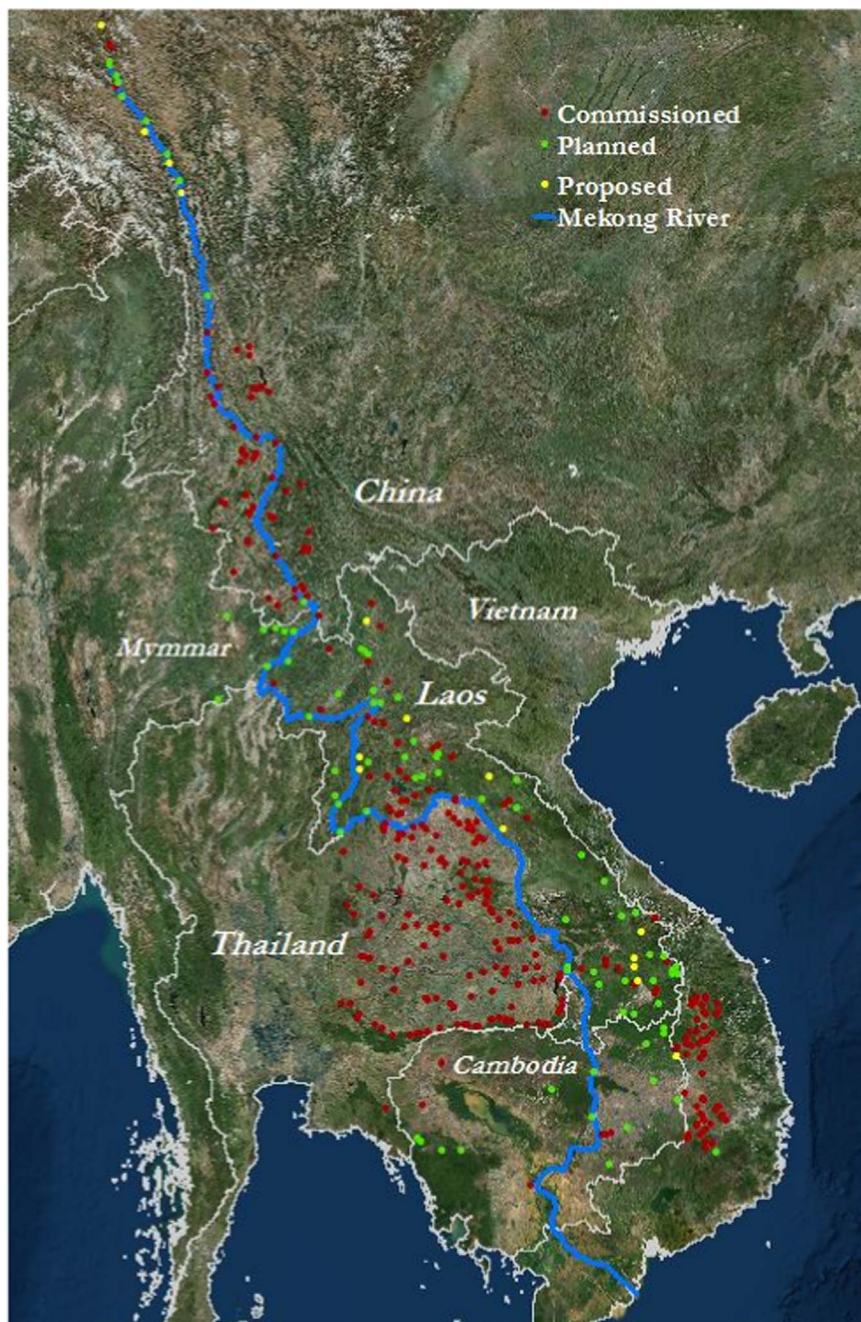 Commissioned
Planned
Proposed
Mekong River
China
Vietnam
Mymmar
Laos
Thailand
Cambodia